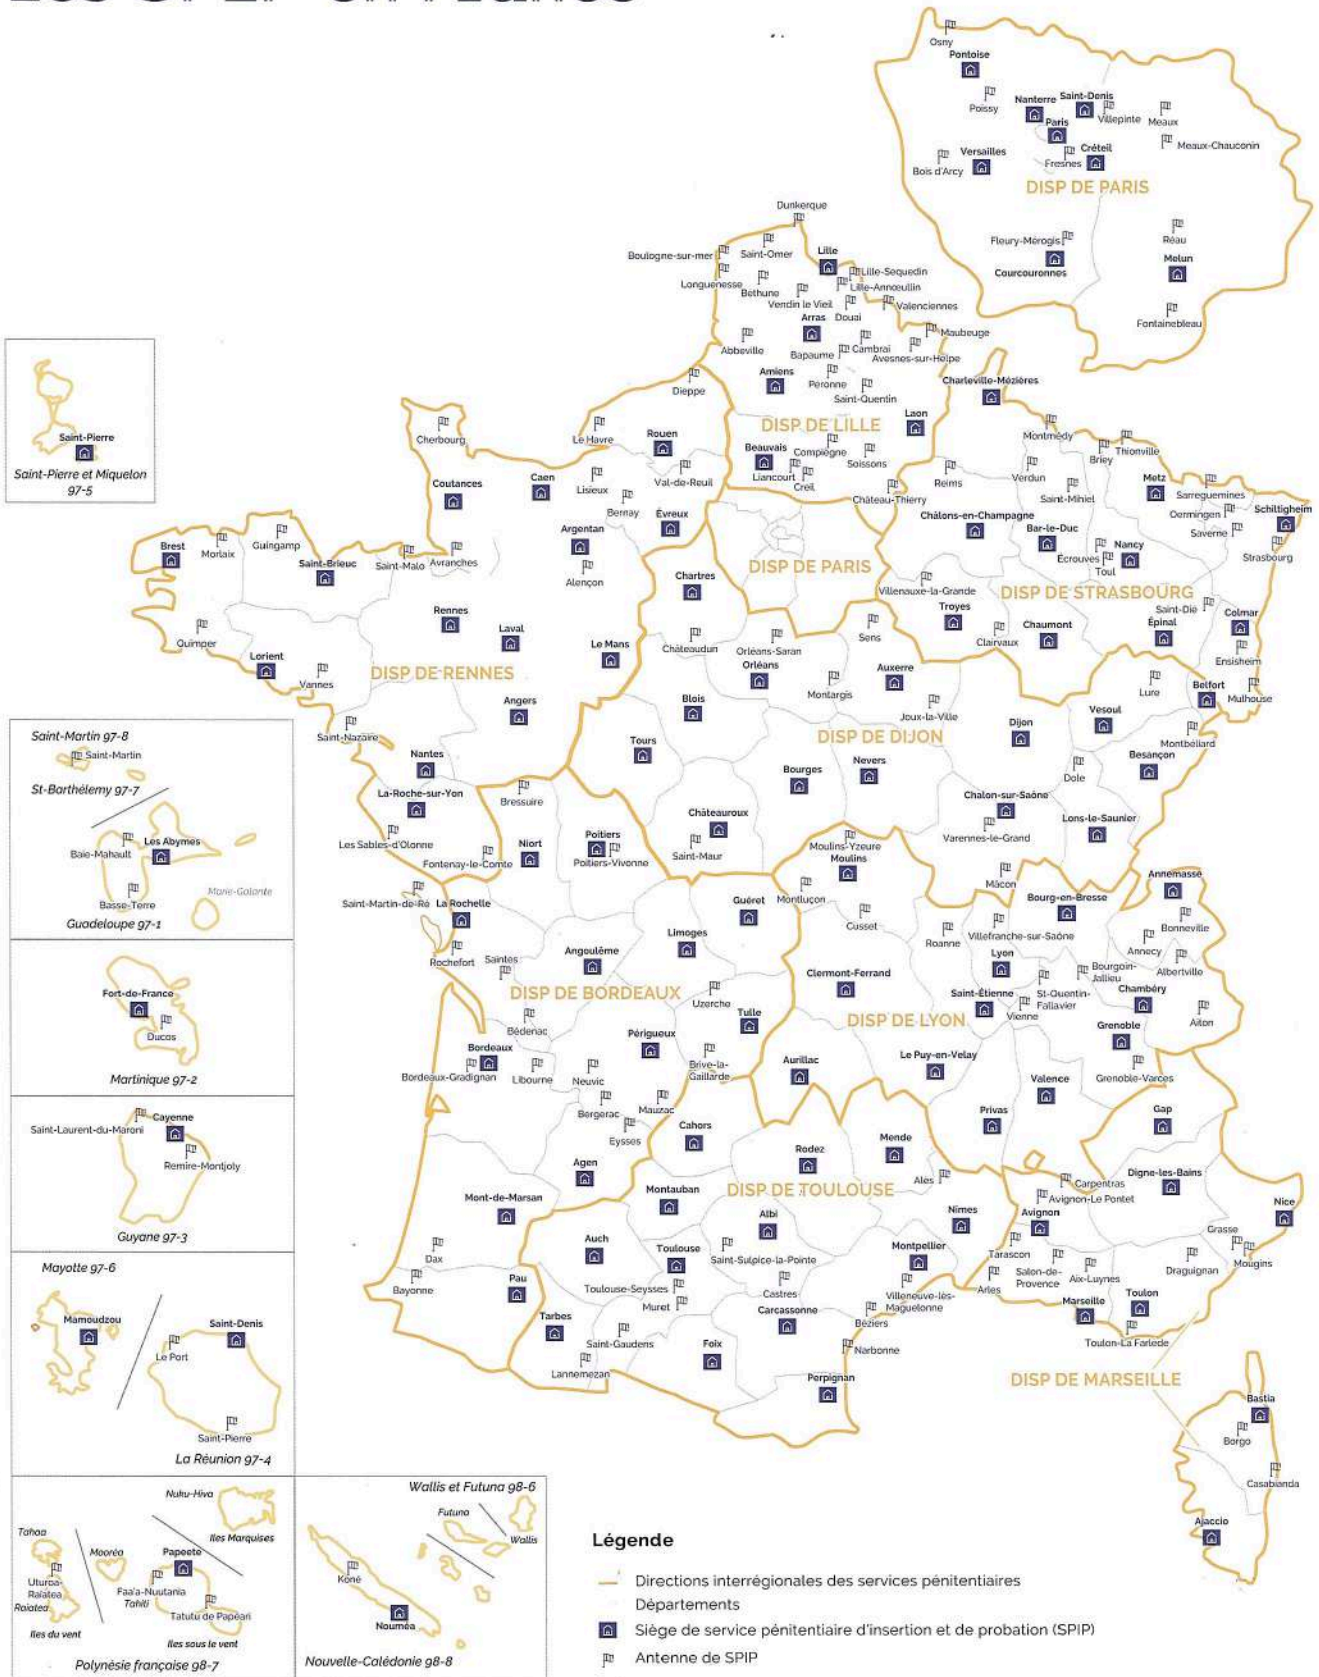 Osny
Pontoise
Poissy
Nanterre
Saint-Denis
Paris
Villepinte
Meaux
Meaux-Chauconin
Versailles
Bois d'Arcy
Fresnes
Créteil
DISP DE PARIS
Fleury-Mérogis
Courcouronnes
Réau
Melun
Fontainebleau
Dunkerque
Boulogne-sur-mer
Saint-Omer
Lille
Longuenesse
Bethune
Lille-Sequedin
Lille-Annœullin
Vendin le Vieil
Douai
Valenciennes
Arras
Maubeuge
Abbeville
Bapaume
Cambrai
Avesnes-sur-Helpe
Amiens
Péronne
Saint-Quentin
Dieppe
DISP DE LILLE
Laon
Charleville-Mézières
Beauvais
Compiègne
Soissons
Liancourt
Creil
Château-Thierry
Saint-Pierre
Saint-Pierre et Miquelon
97-5
Cherbourg
Le Havre
Rouen
Coutances
Caen
Lisieux
Val-de-Reuil
Bernay
Évreux
Argentan
Alençon
Montmédy
Briey
Thionville
Reims
Verdun
Saint-Mihiel
Metz
Sarreguemines
Oermingen
Schiltigheim
Saverne
Strasbourg
Châlons-en-Champagne
Bar-le-Duc
Écrouves
Toul
Nancy
DISP DE PARIS
Villenauxe-la-Grande
DISP DE STRASBOURG
Troyes
Clairvaux
Chaumont
Saint-Dié
Épinal
Colmar
Ensisheim
Mulhouse
Brest
Morlaix
Guingamp
Saint-Brieuc
Saint-Malo
Avranches
Quimper
Lorient
Vannes
Rennes
Laval
Le Mans
DISP DE RENNES
Angers
Saint-Nazaire
Nantes
La-Roche-sur-Yon
Les Sables-d'Olonne
Fontenay-le-Comte
Chartres
Châteaudun
Orléans-Saran
Orléans
Sens
Montargis
Auxerre
Joux-la-Ville
Blois
Tours
DISP DE DIJON
Dijon
Vesoul
Lure
Belfort
Montbéliard
Besançon
Dole
Bourges
Nevers
Châteauroux
Saint-Maur
Chalon-sur-Saône
Varennes-le-Grand
Lons-le-Saunier
Mâcon
Saint-Martin 97-8
Saint-Martin
St-Barthélemy 97-7
Les Abymes
Baie-Mahault
Basse-Terre
Marie-Galante
Guadeloupe 97-1
Bressuire
Niort
Poitiers
Poitiers-Vivonne
Saint-Martin-de-Ré
La Rochelle
Rochefort
Saintes
Angoulême
Limoges
Guéret
DISP DE BORDEAUX
Uzerche
Tulle
Bédenac
Bordeaux
Bordeaux-Gradignan
Libourne
Périgueux
Brive-la-
Gaillarde
Neuvic
Bergerac
Mauzac
Eysses
Agen
Mont-de-Marsan
Dax
Bayonne
Pau
Moulins-Yzeure
Moulins
Montluçon
Cusset
Roanne
Villefranche-sur-Saône
Bourg-en-Bresse
Annemasse
Bonneville
Annecy
Albertville
Lyon
Clermont-Ferrand
Saint-Étienne
St-Quentin-
Fallavier
Bourgoin-
Jallieu
Chambéry
Vienne
Aiton
DISP DE LYON
Grenoble
Grenoble-Varces
Aurillac
Le Puy-en-Velay
Valence
Privas
Gap
Fort-de-France
Ducos
Martinique 97-2
Cayenne
Saint-Laurent-du-Maroni
Remire-Montjoly
Guyane 97-3
Cahors
Rodez
Mende
DISP DE TOULOUSE
Alès
Montauban
Albi
Nîmes
Auch
Toulouse
Saint-Sulpice-la-Pointe
Montpellier
Toulouse-Seysses
Muret
Castres
Villeneuve-lès-
Maguelonne
Tarbes
Saint-Gaudens
Lannemezan
Carcassonne
Béziers
Narbonne
Foix
Perpignan
Digne-les-Bains
Carpentras
Avignon-Le Pontet
Avignon
Nice
Grasse
Mougins
Tarascon
Salon-de-
Provence
Arles
Aix-Luynes
Draguignan
Marseille
Toulon
Toulon-La Farlede
DISP DE MARSEILLE
Bastia
Borgo
Casabianda
Ajaccio
Mayotte 97-6
Mamoudzou
Saint-Denis
Le Port
Saint-Pierre
La Réunion 97-4
Nuku-Hiva
Iles Marquises
Tahaa
Mooréa
Papeete
Uturoa-
Raiatea
Raiatea
Faa'a-Nuutania
Tahiti
Tatutu de Papéari
Iles du vent
Iles sous le vent
Polynésie française 98-7
Wallis et Futuna 98-6
Futuna
Wallis
Koné
Nouméa
Nouvelle-Calédonie 98-8
Légende
Directions interrégionales des services pénitentiaires
Départements
Siège de service pénitentiaire d'insertion et de probation (SPIP)
Antenne de SPIP